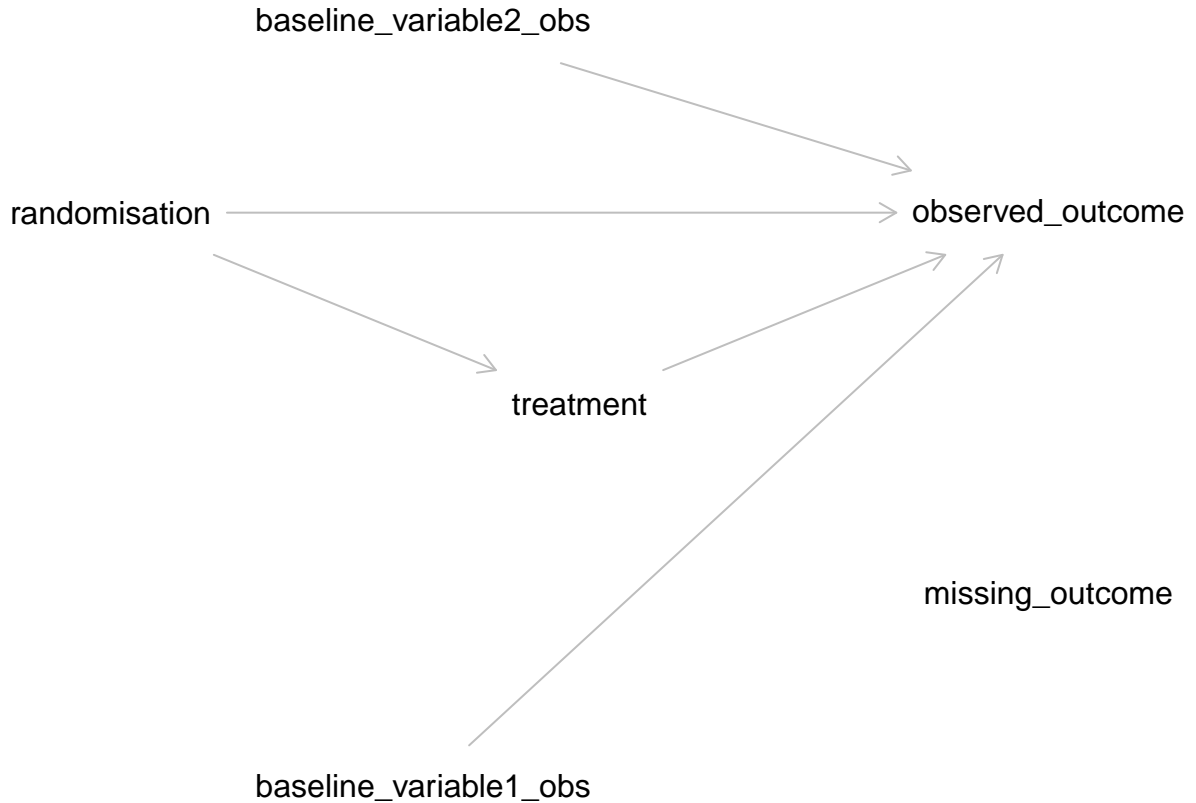 baseline_variable2_obs
randomisation
observed_outcome
treatment
missing_outcome
baseline_variable1_obs